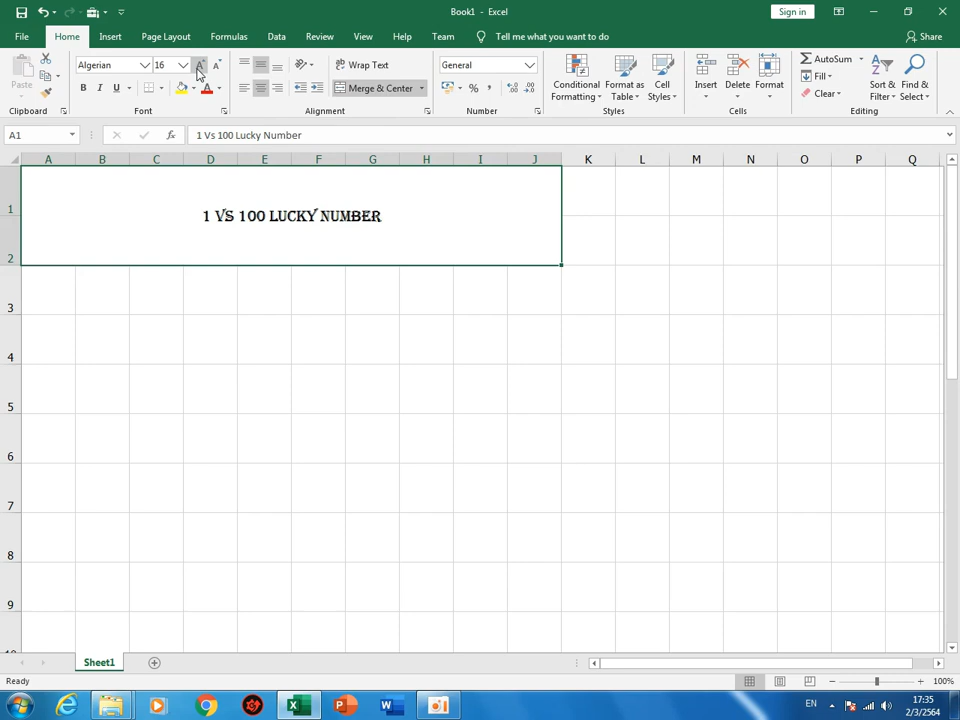 Book1 - Excel
Sign in
File Home Insert Page Layout Formulas Data Review View Help Team Tell me what you want to do Share
Algerian 16 Wrap Text General AutoSum
Paste B I U Merge & Center % Conditional Formatting Format as Table Cell Styles Insert Delete Format Fill Clear Sort & Filter Find & Select
Clipboard Font Alignment Number Styles Cells Editing
A1 fx 1 Vs 100 Lucky Number
A B C D E F G H I J K L M N O P Q
1
1 VS 100 LUCKY NUMBER
2
3
4
5
6
7
8
9
Sheet1
Ready 100%
EN 17:35
2/3/2564